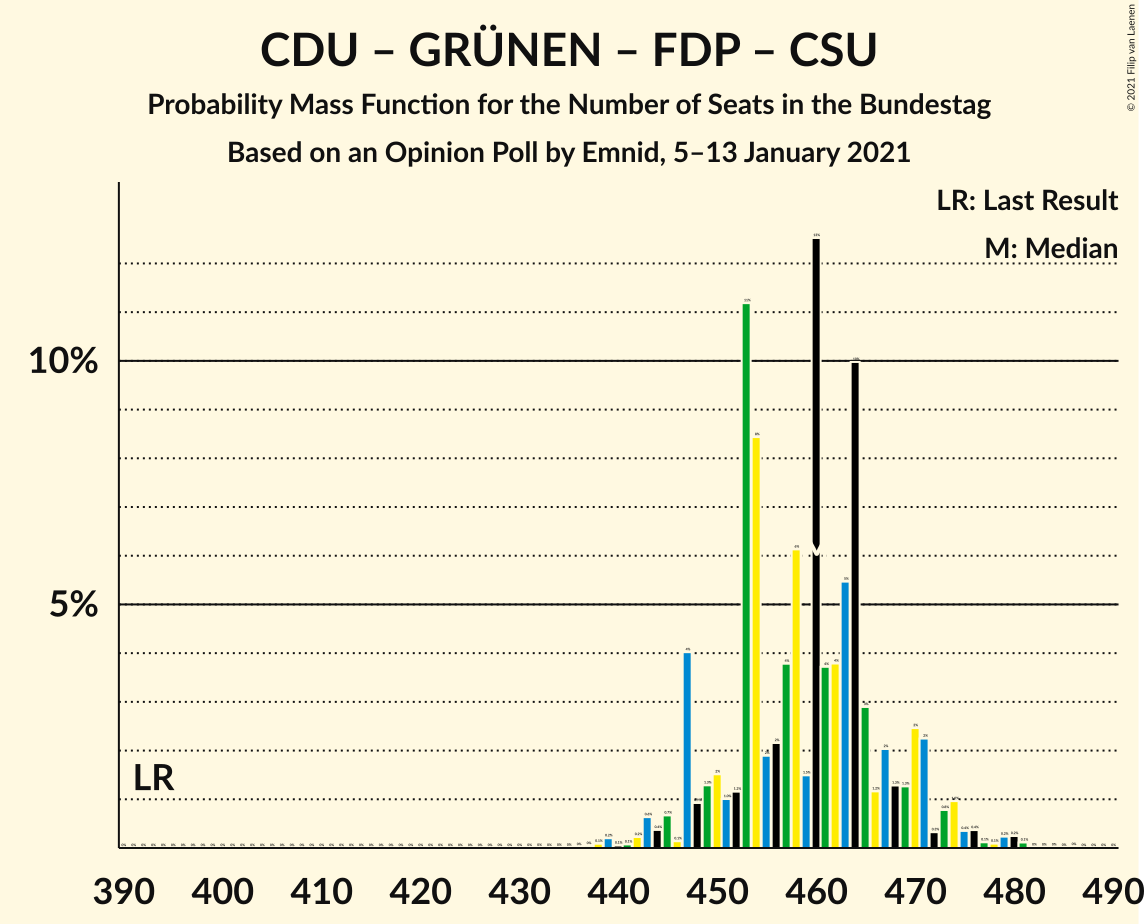 CDU – GRÜNEN – FDP – CSU
Probability Mass Function for the Number of Seats in the Bundestag
Based on an Opinion Poll by Emnid, 5–13 January 2021
© 2021 Filip van Laenen
LR: Last Result
M: Median
10%
5%
LR
M
390 400 410 420 430 440 450 460 470 480 490